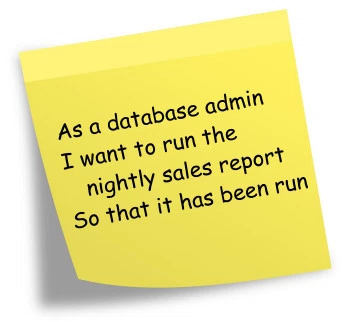 As a database admin
I want to run the
nightly sales report
So that it has been run